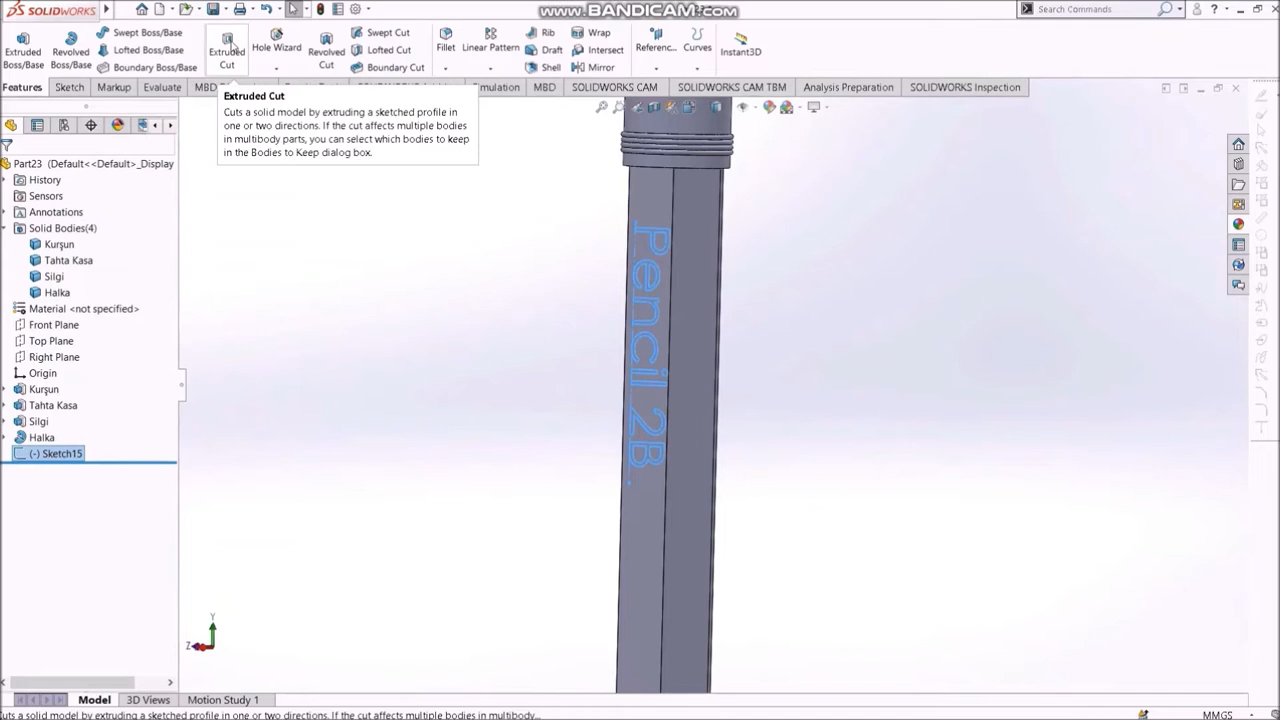 SOLIDWORKS
www.BANDICAM.com
Search Commands
Extruded Boss/Base
Revolved Boss/Base
Swept Boss/Base
Lofted Boss/Base
Boundary Boss/Base
Extruded Cut
Hole Wizard
Revolved Cut
Swept Cut
Lofted Cut
Boundary Cut
Fillet
Linear Pattern
Rib
Draft
Shell
Wrap
Intersect
Mirror
Referenc...
Curves
Instant3D
Features
Sketch
Markup
Evaluate
MBD
MBD
SOLIDWORKS CAM
SOLIDWORKS CAM TBM
Analysis Preparation
SOLIDWORKS Inspection
Extruded Cut
Cuts a solid model by extruding a sketched profile in
one or two directions. If the cut affects multiple bodies
in multibody parts, you can select which bodies to keep
in the Bodies to Keep dialog box.
Part23 (Default<<Default>_Display
History
Sensors
Annotations
Solid Bodies(4)
Kurşun
Tahta Kasa
Silgi
Halka
Material <not specified>
Front Plane
Top Plane
Right Plane
Origin
Kurşun
Tahta Kasa
Silgi
Halka
(-) Sketch15
Pencil 2B
Y
Z
Model
3D Views
Motion Study 1
uts a solid model by extruding a sketched profile in one or two directions. If the cut affects multiple bodies in multibody...
MMGS